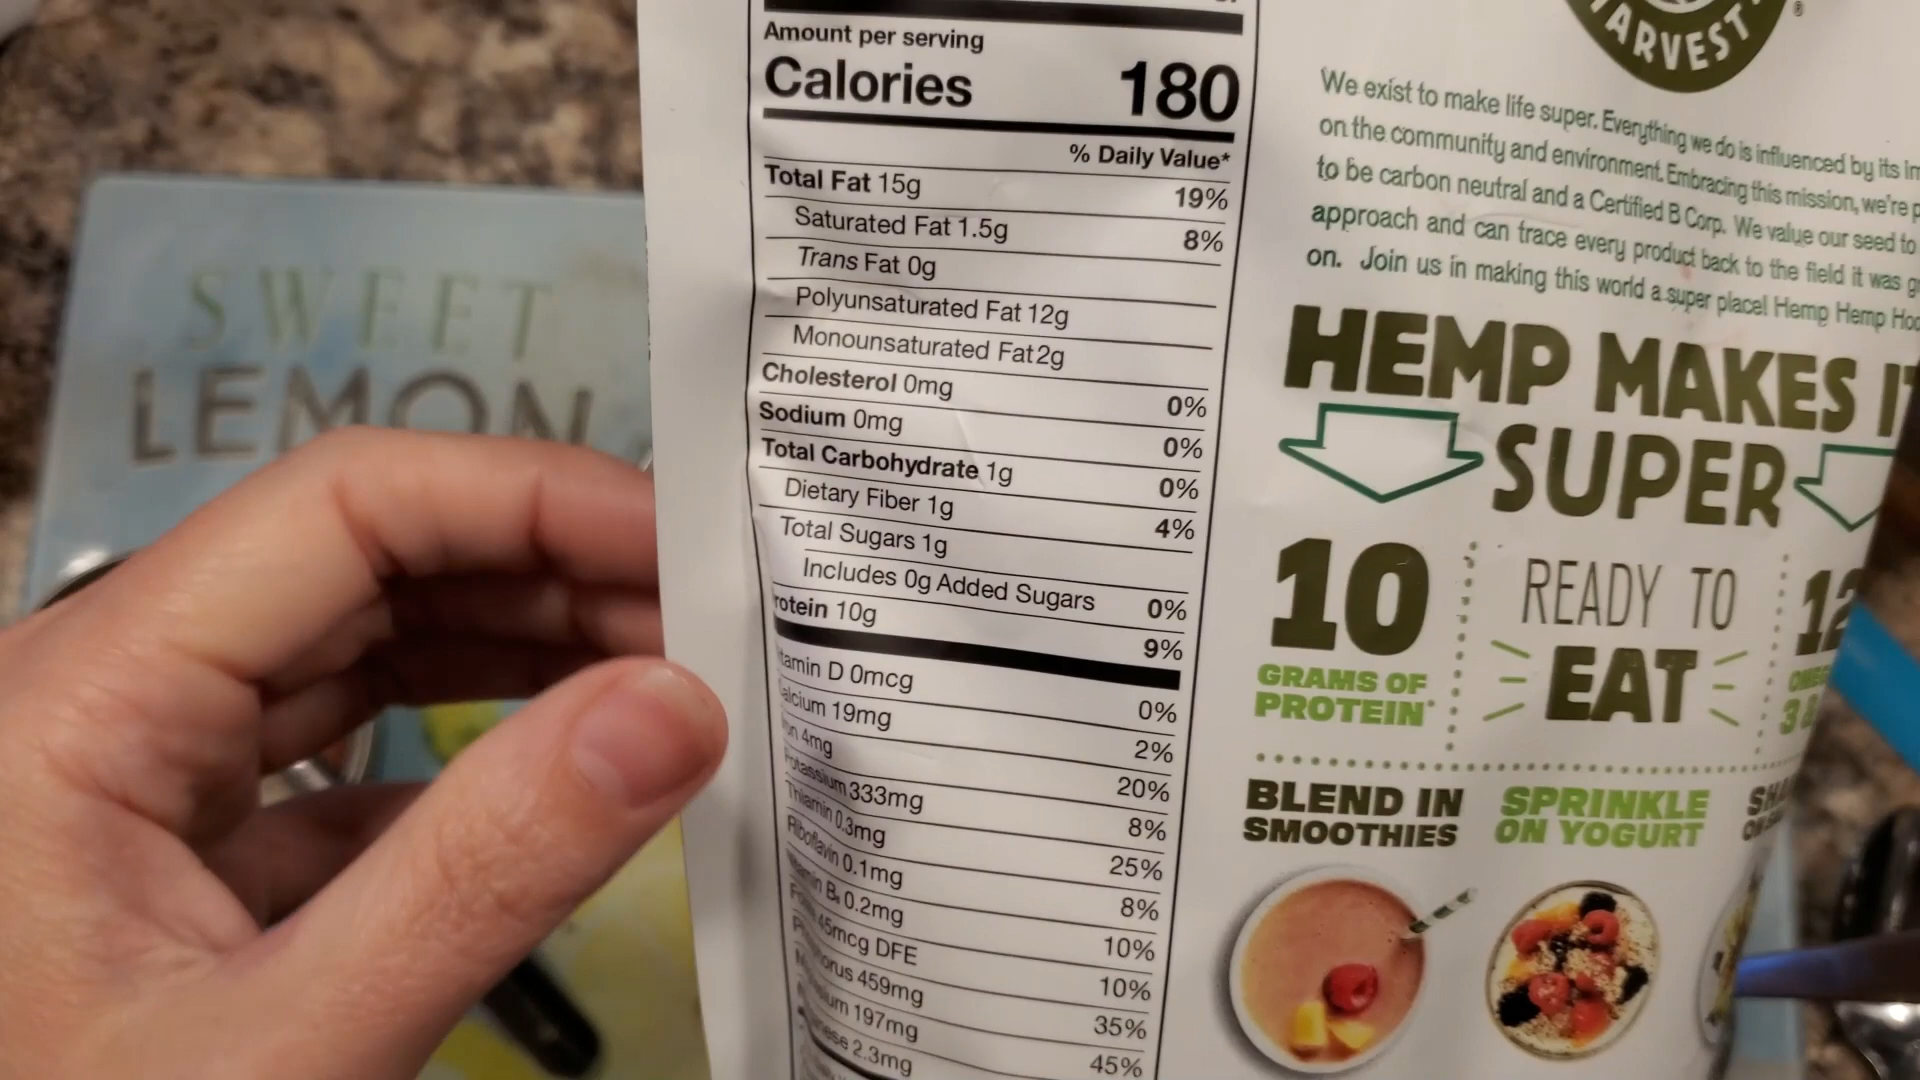 Amount per serving
Calories 180
% Daily Value*
Total Fat 15g 19%
Saturated Fat 1.5g 8%
Trans Fat 0g
Polyunsaturated Fat 12g
Monounsaturated Fat 2g
Cholesterol 0mg 0%
Sodium 0mg 0%
Total Carbohydrate 1g 0%
Dietary Fiber 1g 4%
Total Sugars 1g
Includes 0g Added Sugars 0%
rotein 10g 9%
tamin D 0mcg 0%
alcium 19mg 2%
4mg 20%
Potassium 333mg 8%
Thiamin 0.3mg 25%
Riboflavin 0.1mg 8%
0.2mg 10%
45mcg DFE 10%
orus 459mg 35%
ium 197mg 45%
nese 2.3mg
ARVEST
®
We exist to make life super. Everything we do is influenced by its
on the community and environment. Embracing this mission, we're
to be carbon neutral and a Certified B Corp. We value our seed to
approach and can trace every product back to the field it was
on. Join us in making this world a super place! Hemp Hemp
HEMP MAKES IT
SUPER
10
GRAMS OF
PROTEIN*
READY TO
EAT
12
3 &
BLEND IN
SMOOTHIES
SPRINKLE
ON YOGURT
SWEET
LEMON